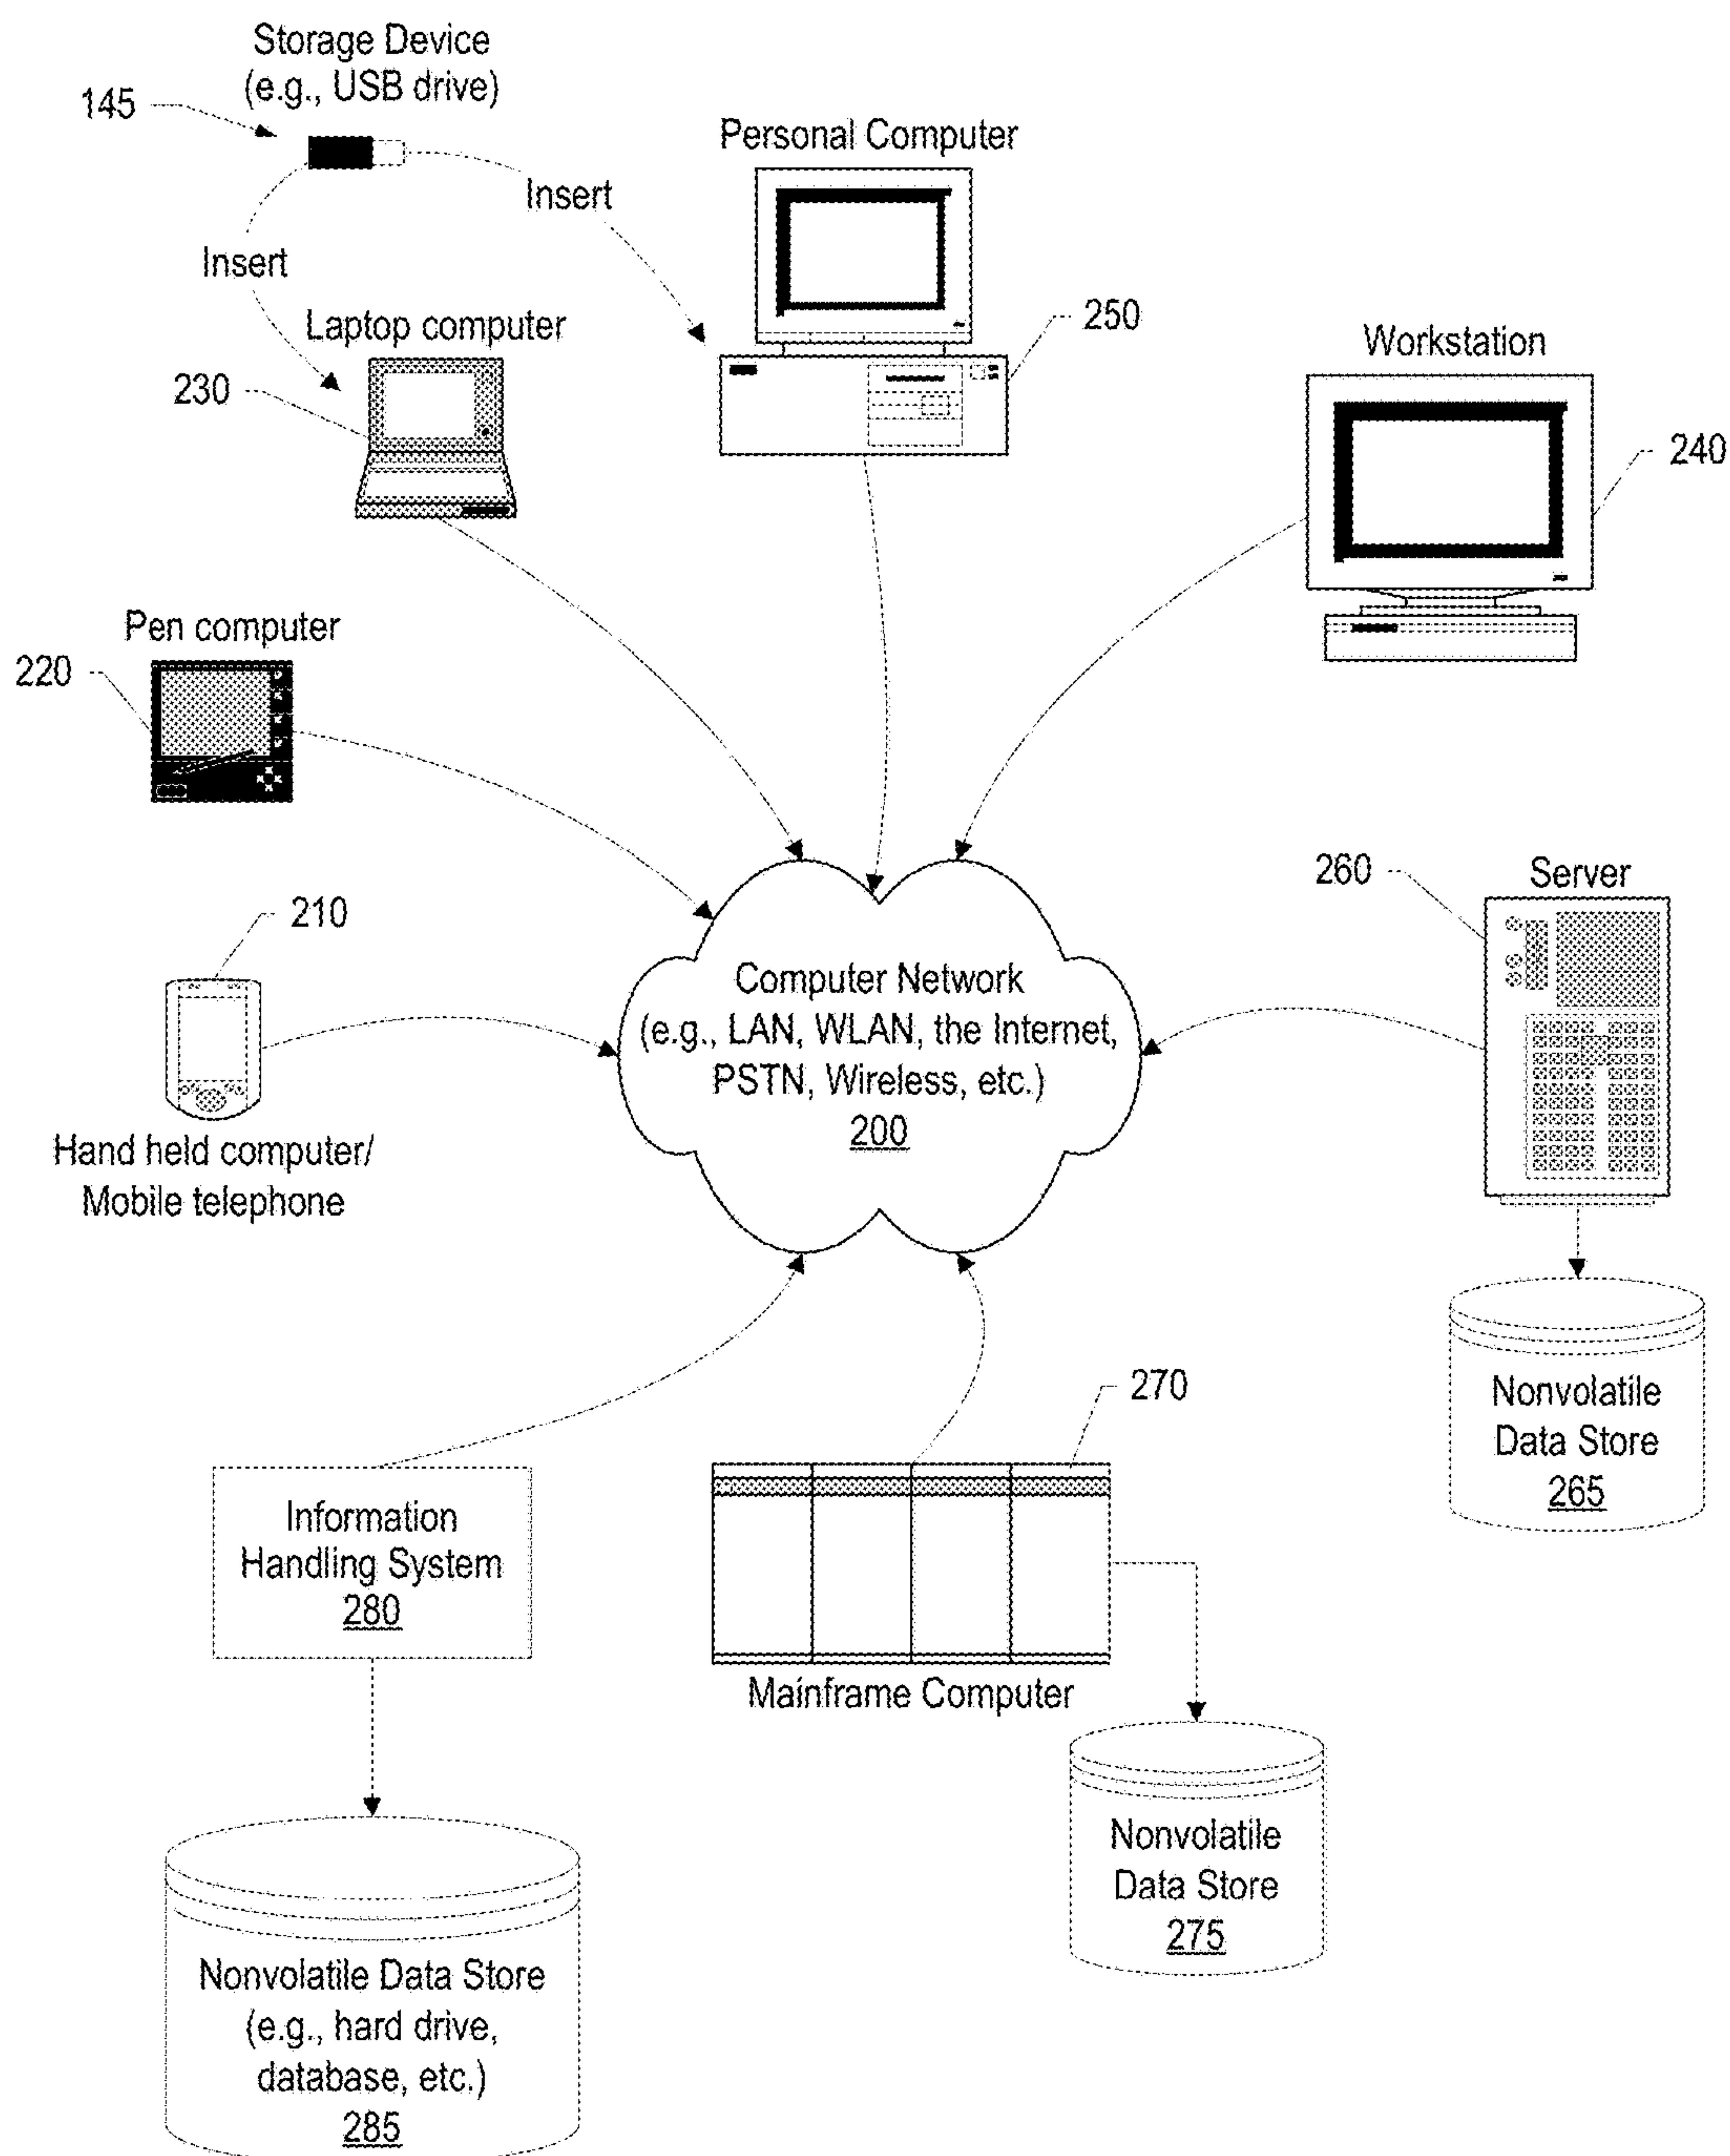 Storage Device
(e.g., USB drive)
145
Personal Computer
Insert
Insert
Laptop computer
250
Workstation
230
240
Pen computer
220
260
Server
210
Computer Network
(e.g., LAN, WLAN, the Internet,
PSTN, Wireless, etc.)
200
Hand held computer/
Mobile telephone
270
Nonvolatile
Data Store
265
Information
Handling System
280
Mainframe Computer
Nonvolatile
Data Store
275
Nonvolatile Data Store
(e.g., hard drive,
database, etc.)
285